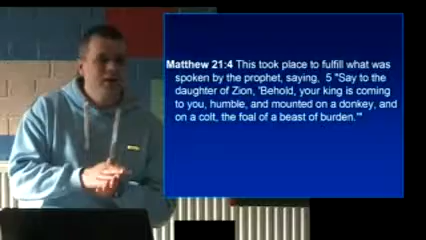 Matthew 21:4 This took place to fulfill what was
spoken by the prophet, saying,  5 "Say to the
daughter of Zion, 'Behold, your king is coming
to you, humble, and mounted on a donkey, and
on a colt, the foal of a beast of burden.'"